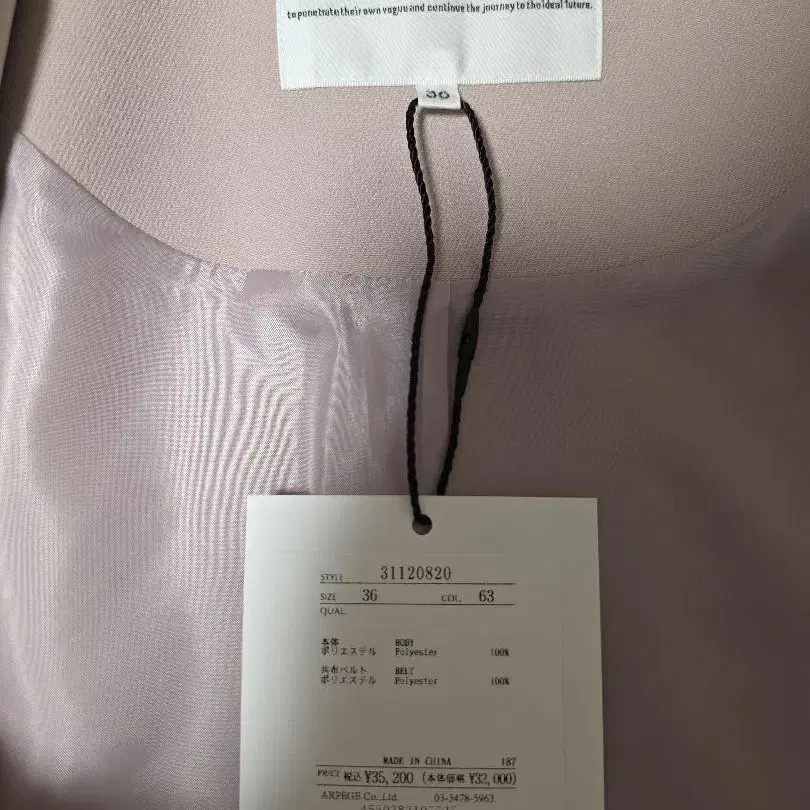 to penetrate their own vogue and continue the journey to the ideal future.
36
STYLE 31120820
SIZE 36 COL. 63
QUAL.
本体 BODY
ポリエステル Polyester 100%
共布ベルト BELT
ポリエステル Polyester 100%
MADE IN CHINA 187
PRICE 税込 ¥35,200 (本体価格 ¥32,000)
ARPEGE Co.,Ltd. 03-3478-5963